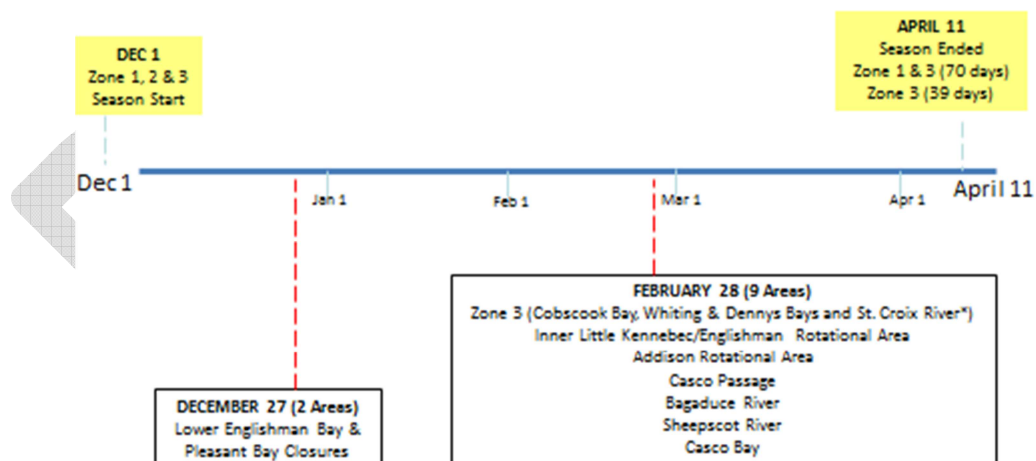 DEC 1
Zone 1, 2 & 3
Season Start
APRIL 11
Season Ended
Zone 1 & 3 (70 days)
Zone 3 (39 days)
Dec 1
Jan 1
Feb 1
Mar 1
Apr 1
April 11
DECEMBER 27 (2 Areas)
Lower Englishman Bay &
Pleasant Bay Closures
FEBRUARY 28 (9 Areas)
Zone 3 (Cobscook Bay, Whiting & Dennys Bays and St. Croix River*)
Inner Little Kennebec/Englishman Rotational Area
Addison Rotational Area
Casco Passage
Bagaduce River
Sheepscot River
Casco Bay